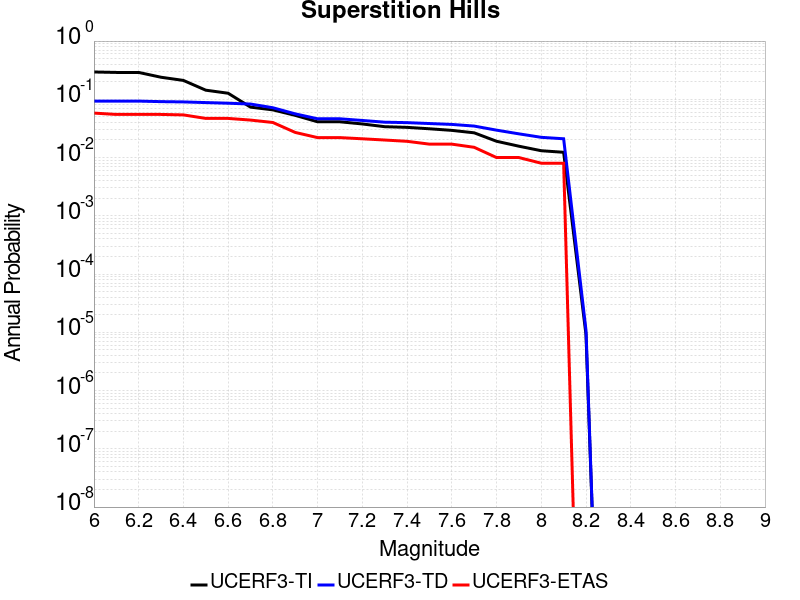 Superstition Hills
10^0
10^-1
10^-2
10^-3
10^-4
10^-5
10^-6
10^-7
10^-8
Annual Probability
6 6.2 6.4 6.6 6.8 7 7.2 7.4 7.6 7.8 8 8.2 8.4 8.6 8.8 9
Magnitude
UCERF3-TI UCERF3-TD UCERF3-ETAS